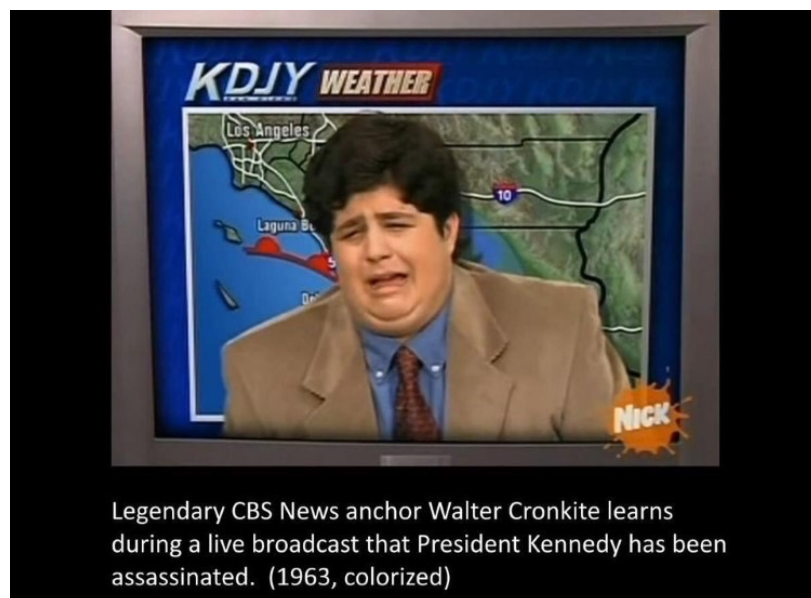 KDJY WEATHER
Los Angeles
10
Laguna
5
NICK
Legendary CBS News anchor Walter Cronkite learns
during a live broadcast that President Kennedy has been
assassinated.  (1963, colorized)